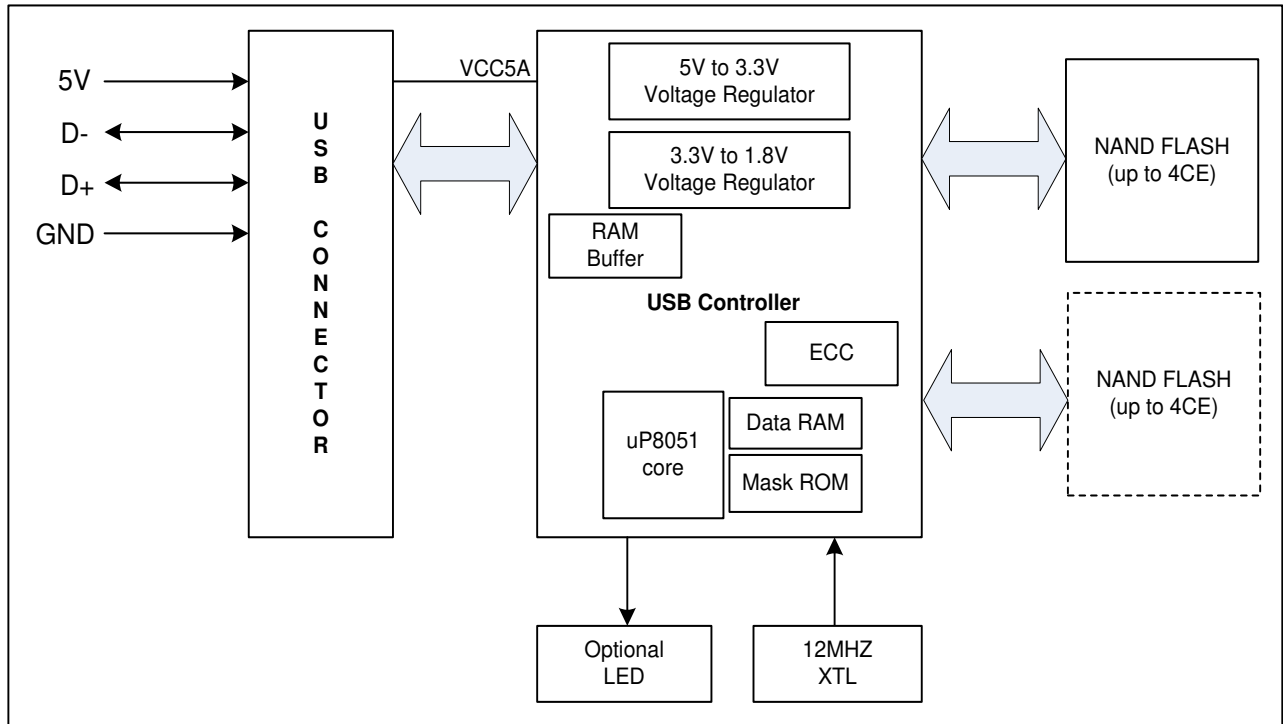 5V
D-
D+
GND
USB CONNECTOR
VCC5A
5V to 3.3V
Voltage Regulator
3.3V to 1.8V
Voltage Regulator
RAM
Buffer
USB Controller
ECC
uP8051
core
Data RAM
Mask ROM
NAND FLASH
(up to 4CE)
NAND FLASH
(up to 4CE)
Optional
LED
12MHZ
XTL